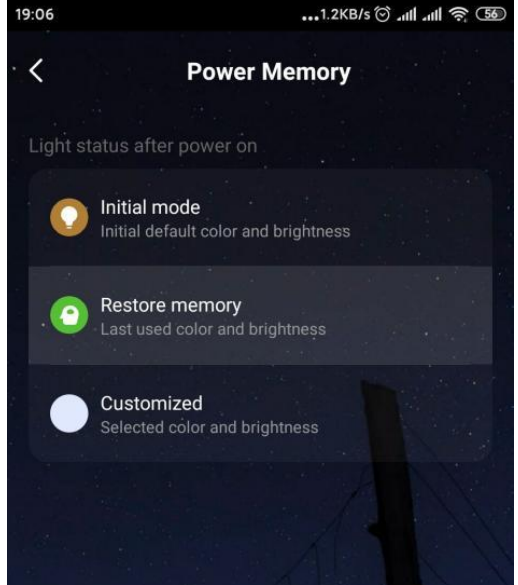 19:06
...1.2KB/s
56
Power Memory
Light status after power on
Initial mode
Initial default color and brightness
Restore memory
Last used color and brightness
Customized
Selected color and brightness